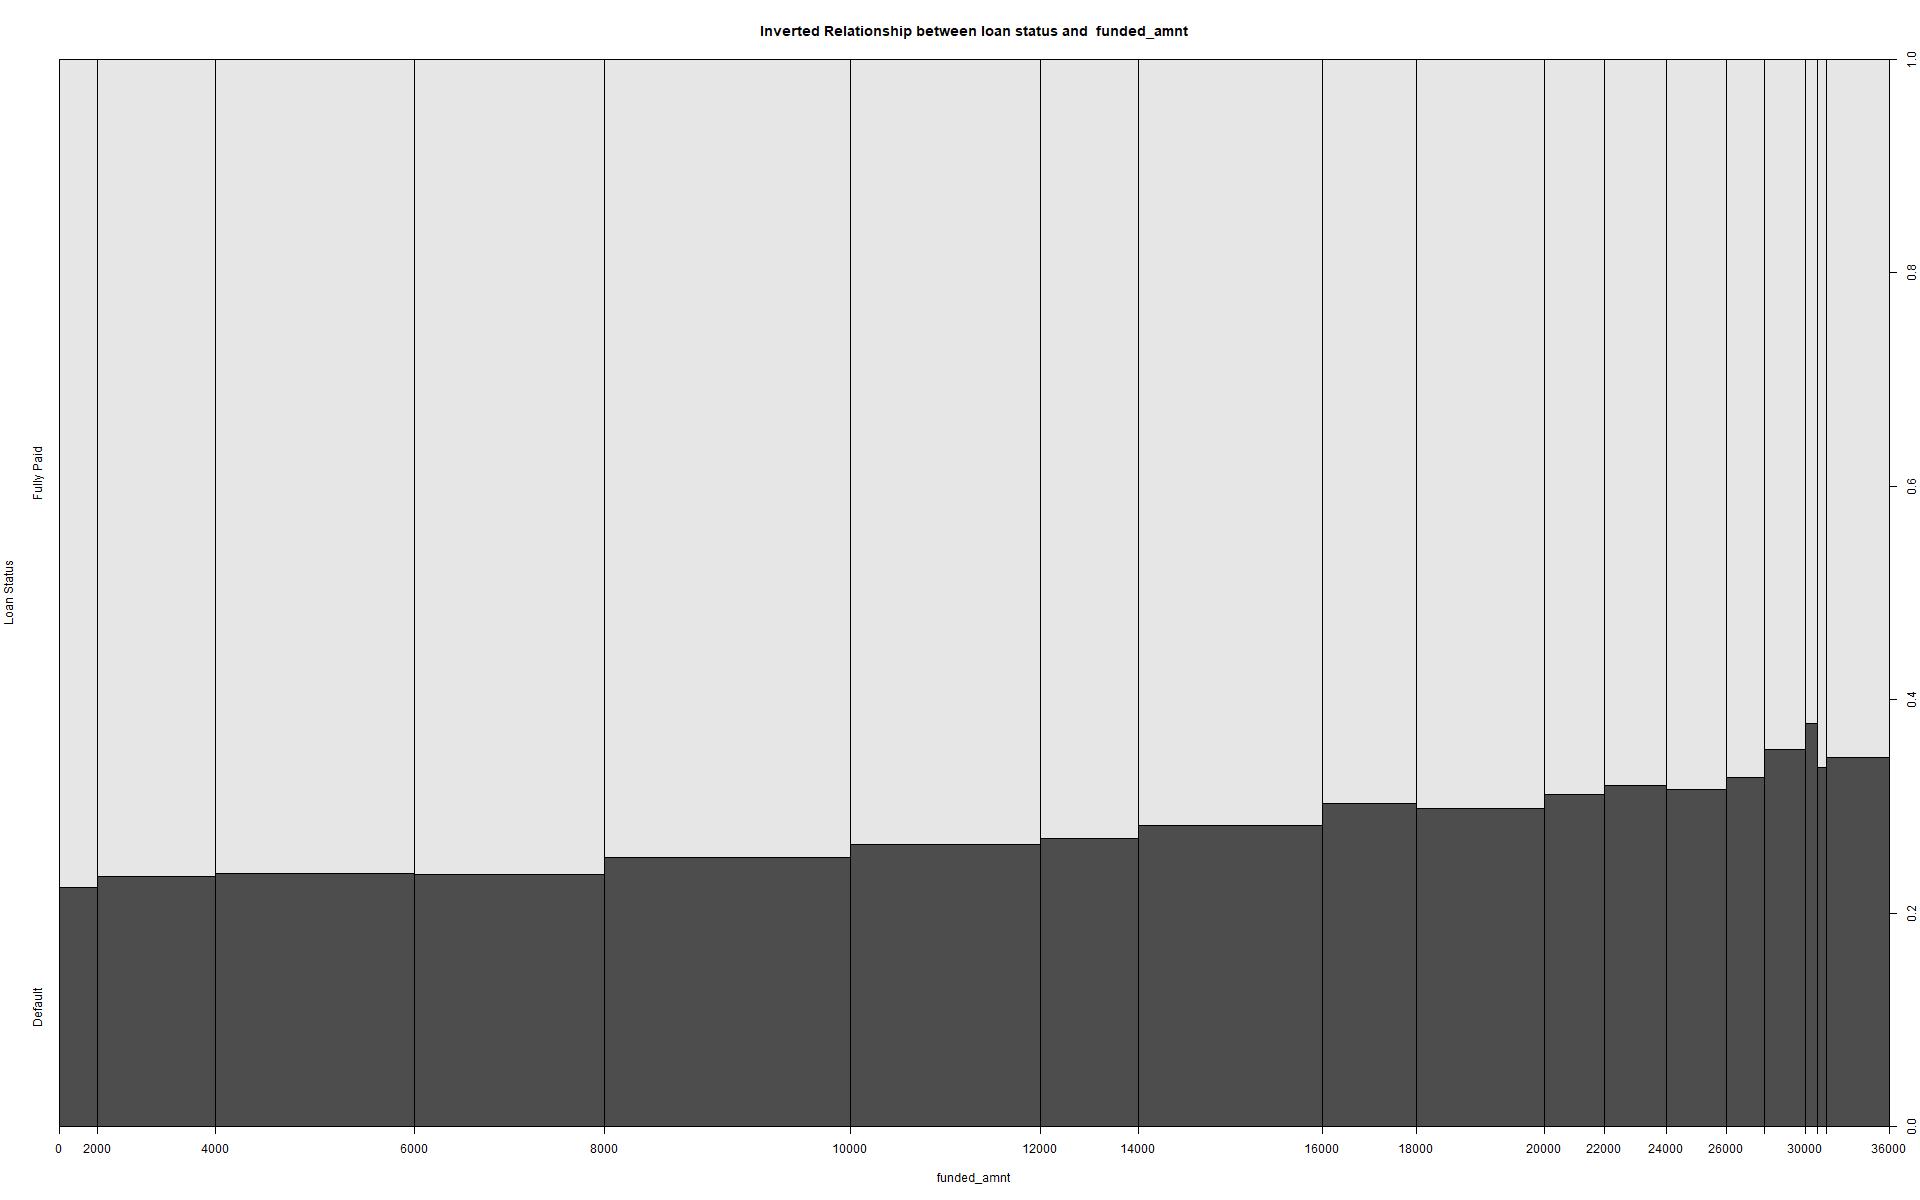 Inverted Relationship between loan status and  funded_amnt
1.0
0.8
0.6
0.4
0.2
0.0
Fully Paid
Default
Loan Status
0 2000 4000 6000 8000 10000 12000 14000 16000 18000 20000 22000 24000 26000 30000 36000
funded_amnt